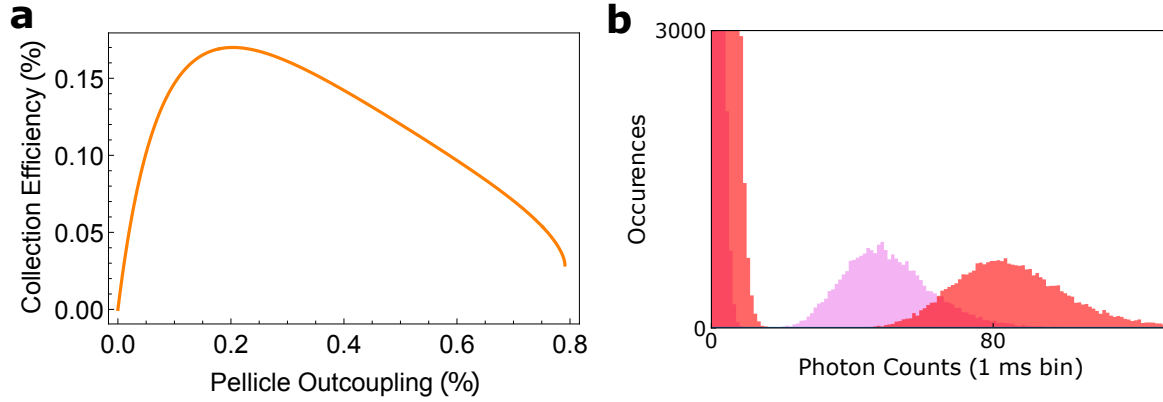 a
Collection Efficiency (%)
0.15
0.10
0.05
0.00
0.0 0.2 0.4 0.6 0.8
Pellicle Outcoupling (%)
b
3000
Occurences
0
0 80
Photon Counts (1 ms bin)